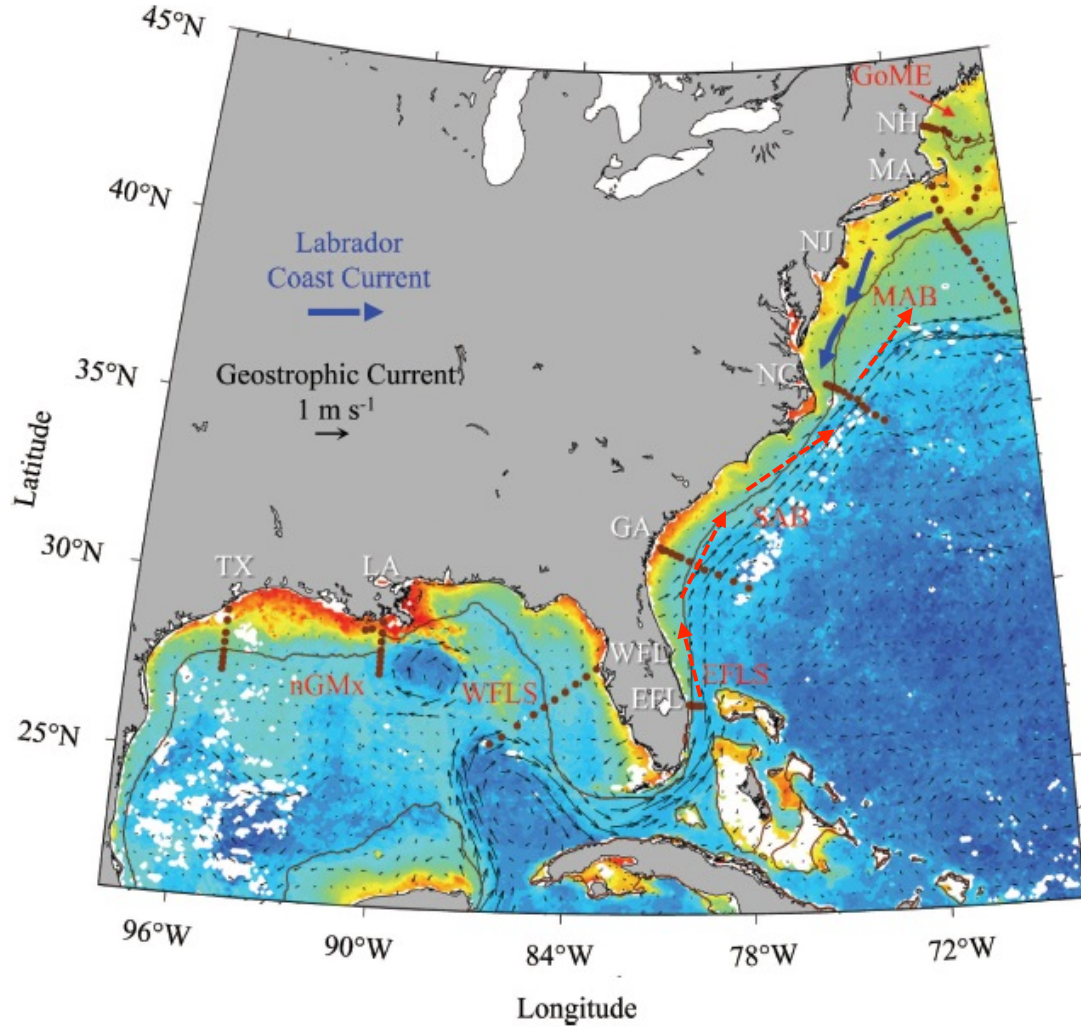 45°N
GoME
NH
40°N
MA
Labrador
Coast Current
NJ
MAB
Geostrophic Current
1 m s⁻¹
35°N
NC
Latitude
GA
SAB
30°N
TX
LA
WFL
nGMx
WFLS
EFL
EFLS
25°N
96°W
90°W
84°W
78°W
72°W
Longitude